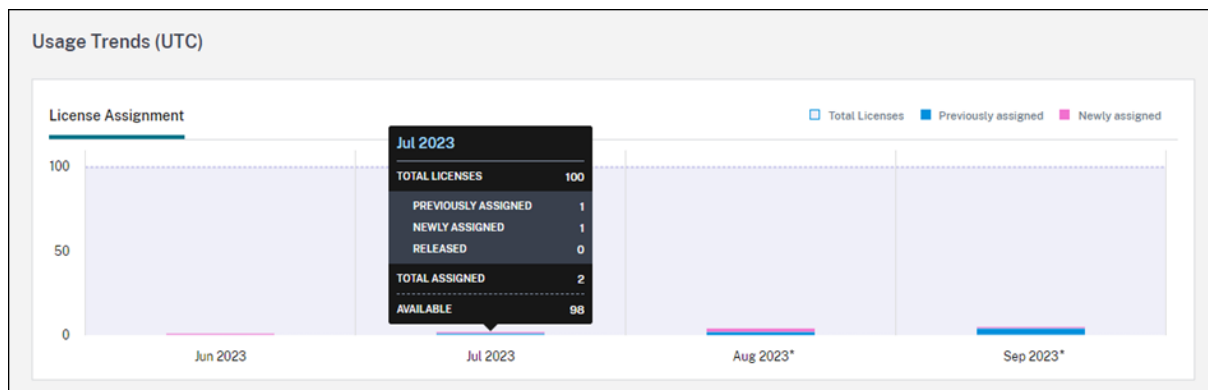 Usage Trends (UTC)
License Assignment
Total Licenses Previously assigned Newly assigned
Jul 2023
TOTAL LICENSES 100
PREVIOUSLY ASSIGNED 1
NEWLY ASSIGNED 1
RELEASED 0
TOTAL ASSIGNED 2
AVAILABLE 98
100
50
0
Jun 2023 Jul 2023 Aug 2023* Sep 2023*